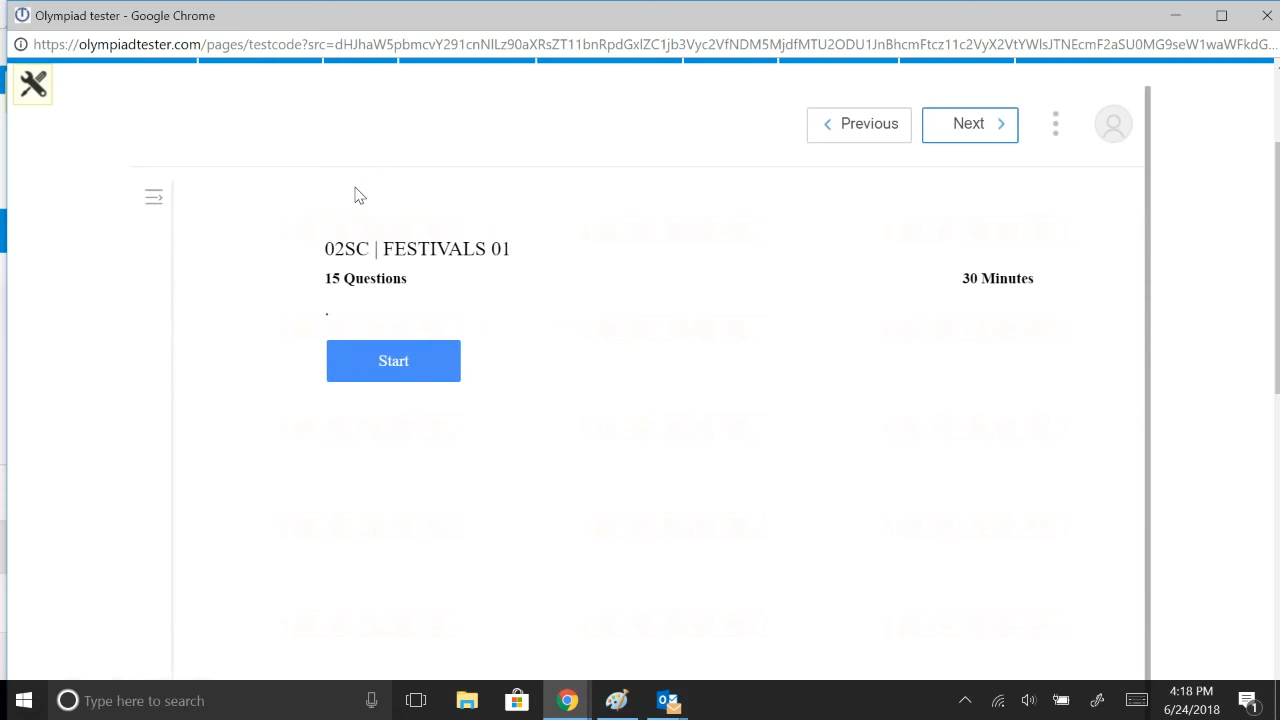 Olympiad tester - Google Chrome
Previous
Next
02SC | FESTIVALS 01
15 Questions
30 Minutes
.
Start
Type here to search
4:18 PM
6/24/2018
1